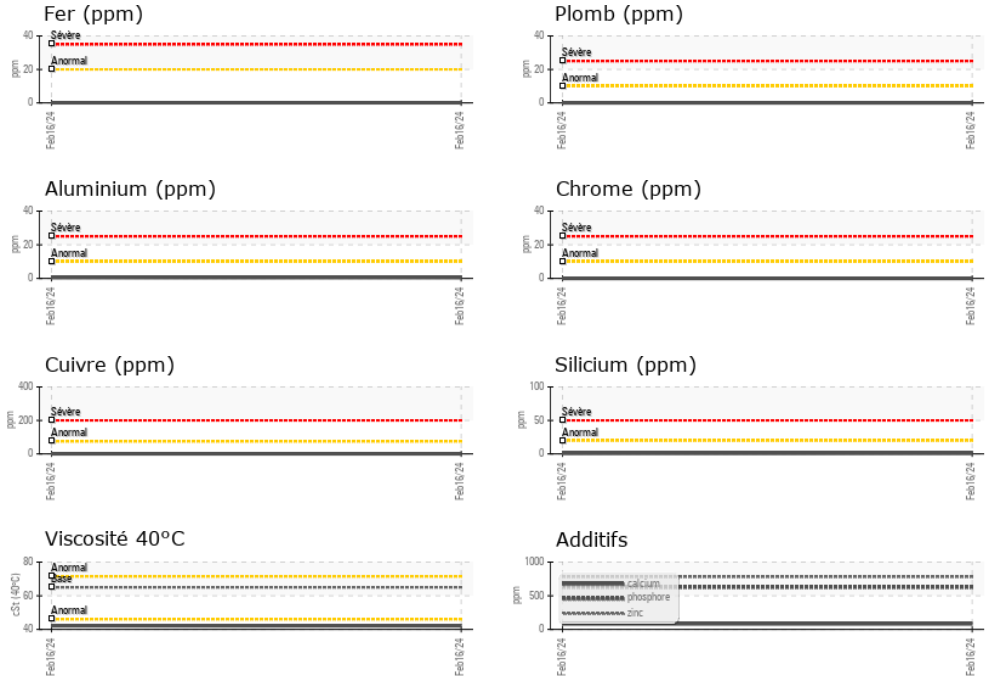 Fer (ppm)
40
20
0
ppm
Sévère
Anormal
Feb16/24
Feb16/24
Plomb (ppm)
40
20
0
ppm
Sévère
Anormal
Feb16/24
Feb16/24
Aluminium (ppm)
40
20
0
ppm
Sévère
Anormal
Feb16/24
Feb16/24
Chrome (ppm)
40
20
0
ppm
Sévère
Anormal
Feb16/24
Feb16/24
Cuivre (ppm)
400
200
0
ppm
Sévère
Anormal
Feb16/24
Feb16/24
Silicium (ppm)
100
50
0
ppm
Sévère
Anormal
Feb16/24
Feb16/24
Viscosité 40°C
80
60
40
cSt (40°C)
Anormal
Base
Anormal
Feb16/24
Feb16/24
Additifs
1000
500
0
ppm
calcium
phosphore
zinc
Feb16/24
Feb16/24